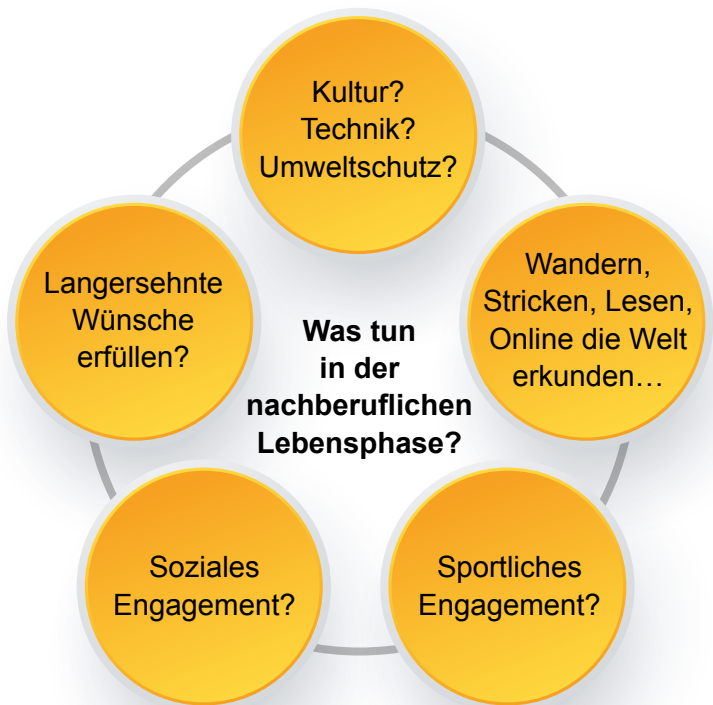 Kultur?
Technik?
Umweltschutz?
Langersehnte
Wünsche
erfüllen?
Was tun
in der
nachberuflichen
Lebensphase?
Wandern,
Stricken, Lesen,
Online die Welt
erkunden…
Soziales
Engagement?
Sportliches
Engagement?